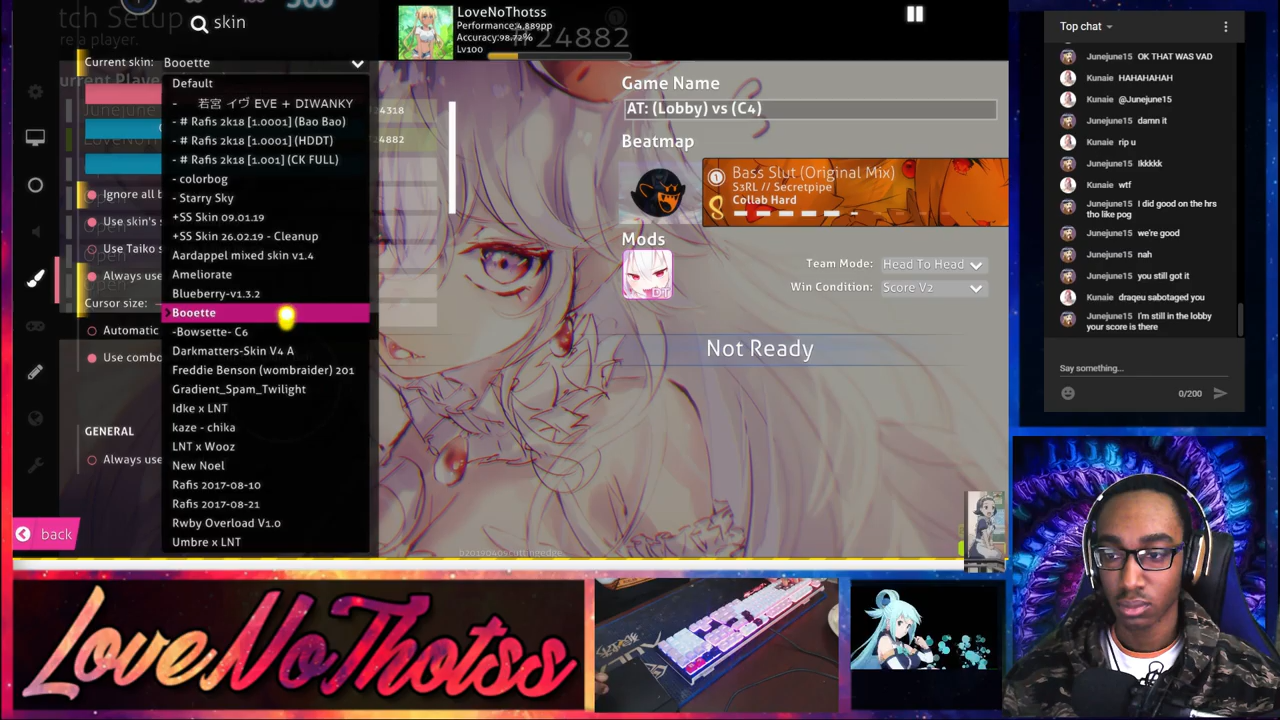 tch Setup
skin
re a player.
Current skin:
Booette
Default
- 若宮 イヴ EVE + DIWANKY
- # Rafis 2k18 [1.0001] (Bao Bao)
- # Rafis 2k18 [1.0001] (HDDT)
- # Rafis 2k18 [1.001] (CK FULL)
- colorbog
- Starry Sky
+SS Skin 09.01.19
+SS Skin 26.02.19 - Cleanup
Aardappel mixed skin v1.4
Ameliorate
Blueberry-v1.3.2
Booette
-Bowsette- C6
Darkmatters-Skin V4 A
Freddie Benson (wombraider) 201
Gradient_Spam_Twilight
Idke x LNT
kaze - chika
LNT x Wooz
New Noel
Rafis 2017-08-10
Rafis 2017-08-21
Rwby Overload V1.0
Umbre x LNT
Ignore all b
Use skin's s
Use Taiko s
Always use
Cursor size:
Automatic
Use combo
GENERAL
Always use
back
LoveNoThotss
Performance:4,889pp
Accuracy:98.72%
Lv100
#24882
24318
24882
Game Name
AT: (Lobby) vs (C4)
Beatmap
Bass Slut (Original Mix)
S3RL // Secretpipe
Collab Hard
Mods
Team Mode: Head To Head
Win Condition: Score V2
Not Ready
b20190409cuttingedge
Top chat
Junejune15 OK THAT WAS VAD
Kunaie HAHAHAHAH
Kunaie @Junejune15
Junejune15 damn it
Kunaie rip u
Junejune15 Ikkkkk
Kunaie wtf
Junejune15 I did good on the hrs
tho like pog
Junejune15 we're good
Junejune15 nah
Junejune15 you still got it
Kunaie draqeu sabotaged you
Junejune15 I'm still in the lobby
your score is there
Say something...
0/200
LoveNoThotss